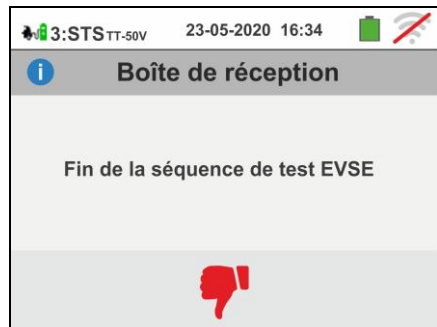 3:STS TT-50V 23-05-2020 16:34
i Boîte de réception
Fin de la séquence de test EVSE